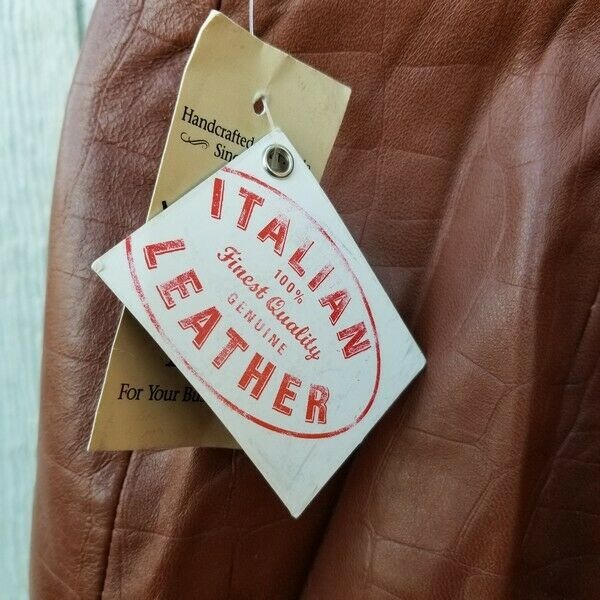 Handcrafted
ITALIAN
100%
Finest Quality
GENUINE
LEATHER
For Your